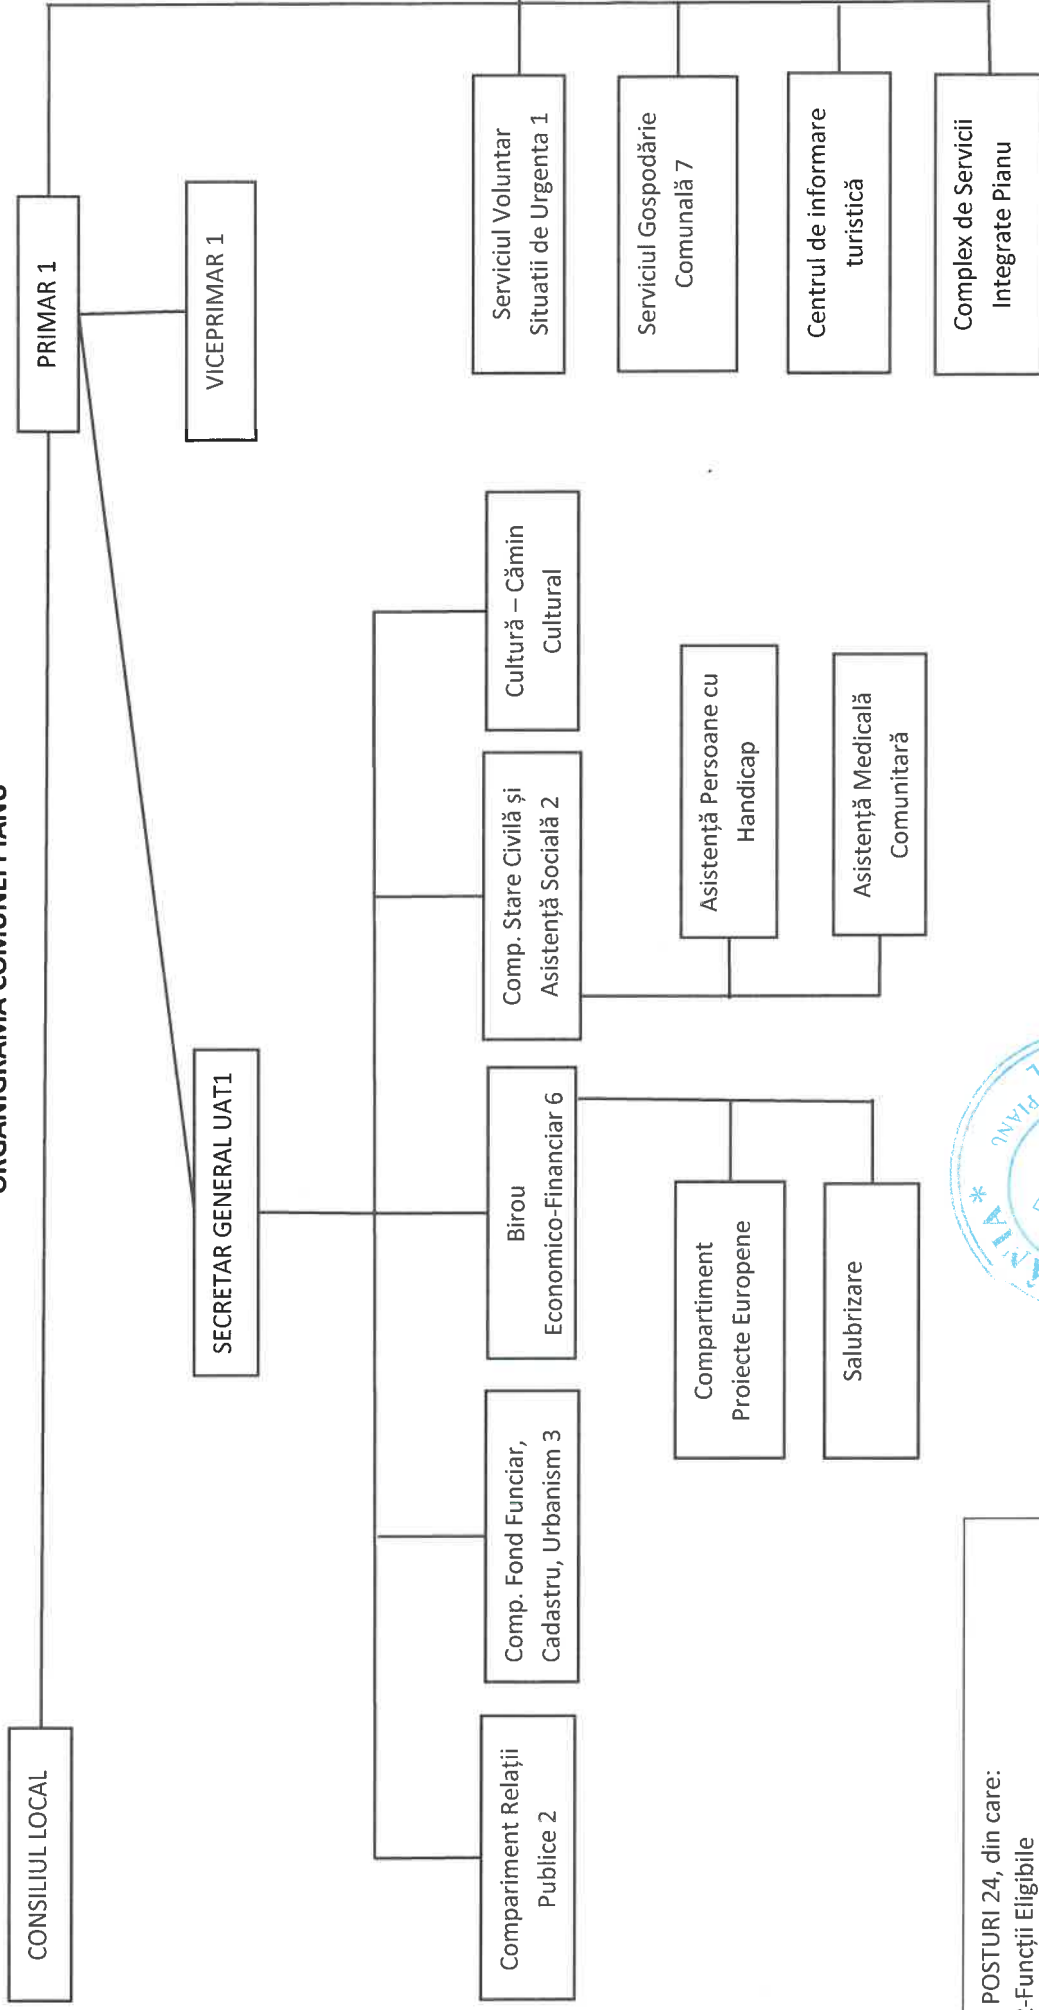 ORGANIGRAMA COMUNEI PIANU
CONSILIUL LOCAL
PRIMAR 1
VICEPRIMAR 1
SECRETAR GENERAL UAT1
Compariment Relații
Publice 2
Comp. Fond Funciar,
Cadastru, Urbanism 3
Birou
Economico-Financiar 6
Comp. Stare Civilă și
Asistență Socială 2
Cultură – Cămin
Cultural
Serviciul Voluntar
Situatii de Urgenta 1
Serviciul Gospodărie
Comunală 7
Centrul de informare
turistică
Complex de Servicii
Integrate Pianu
Compartiment
Proiecte Europene
Salubrizare
Asistență Persoane cu
Handicap
Asistență Medicală
Comunitară
POSTURI 24, din care:
-Funcții Eligibile
PIANU